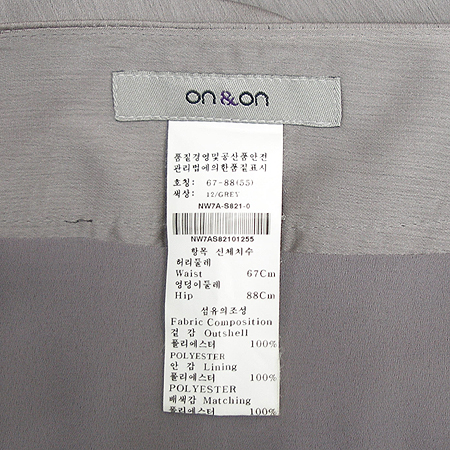 on&on
품질경영및공산품안전
관리법에의한품질표시
호칭: 67-88(55)
색상: 12/GREY
NW7A-S821-0
NW7AS82101255
항목 신체치수
허리둘레
Waist 67Cm
엉덩이둘레
Hip 88Cm
섬유의조성
Fabric Composition
겉 감 Outshell
폴리에스터 100%
POLYESTER
안 감 Lining
폴리에스터 100%
POLYESTER
배색감 Matching
폴리에스터 100%